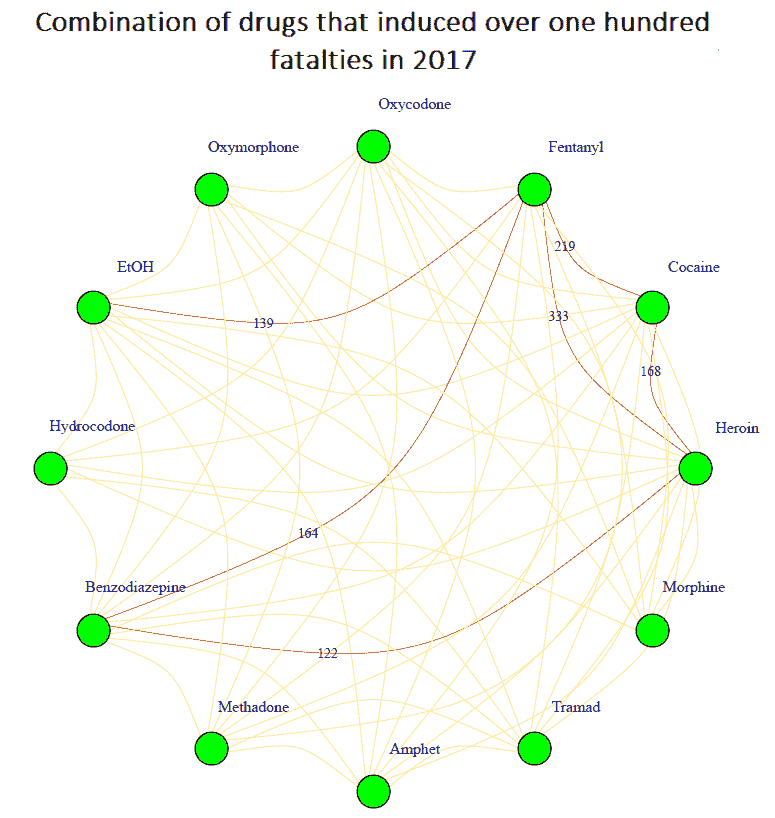 Combination of drugs that induced over one hundred
fatalties in 2017
Oxycodone
Oxymorphone
Fentanyl
219
EtOH
Cocaine
333
139
168
Hydrocodone
Heroin
164
Benzodiazepine
Morphine
122
Methadone
Tramad
Amphet